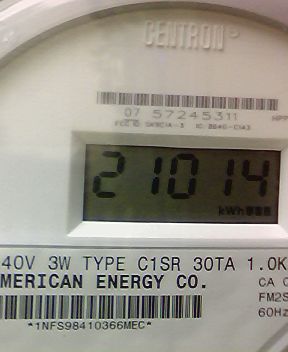 CENTRON®
07 57245311
21014
kWh
40V 3W TYPE C1SR 30TA 1.0K
MERICAN ENERGY CO.
CA 0
FM2S
60Hz
*1NFS98410366MEC*